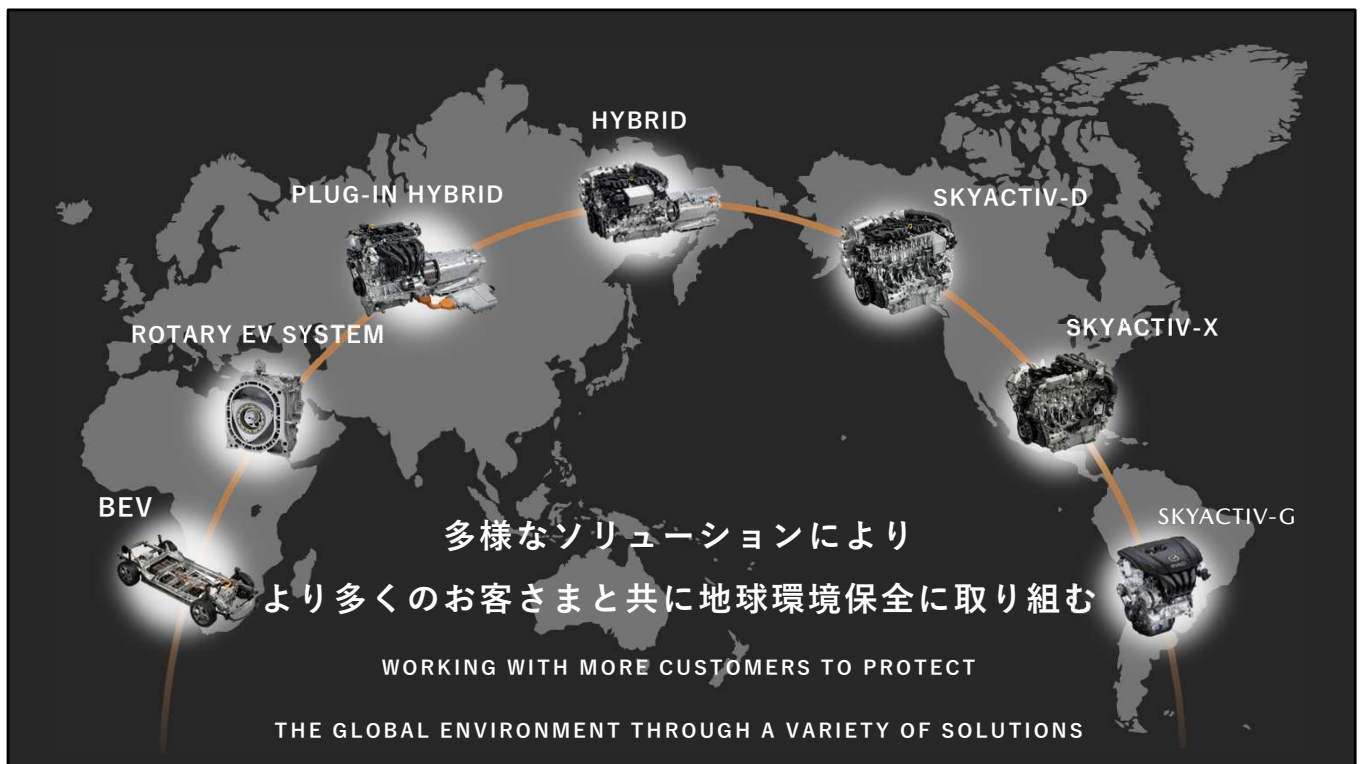 HYBRID
PLUG-IN HYBRID
SKYACTIV-D
ROTARY EV SYSTEM
SKYACTIV-X
BEV
SKYACTIV-G
多様なソリューションにより
より多くのお客さまと共に地球環境保全に取り組む
WORKING WITH MORE CUSTOMERS TO PROTECT
THE GLOBAL ENVIRONMENT THROUGH A VARIETY OF SOLUTIONS